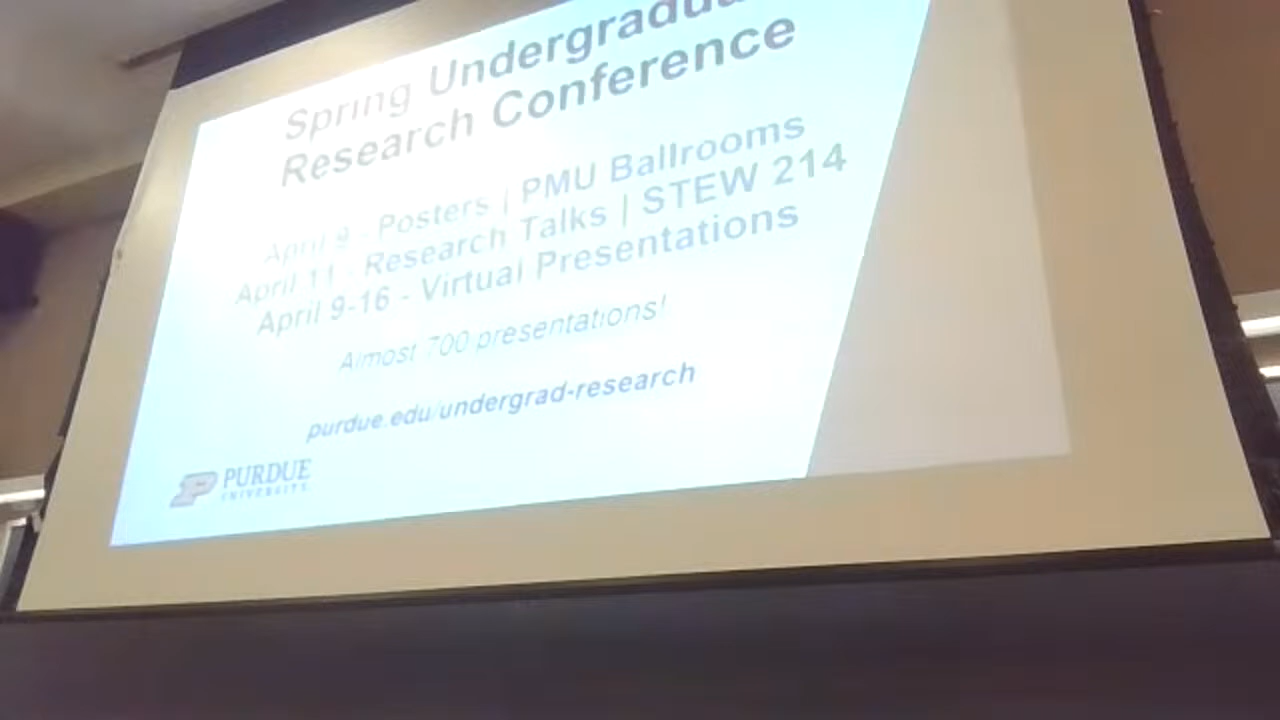 Spring Undergradua
Research Conference
April 9 - Posters | PMU Ballrooms
April 11 - Research Talks | STEW 214
April 9-16 - Virtual Presentations
Almost 700 presentations!
purdue.edu/undergrad-research
P PURDUE
UNIVERSITY